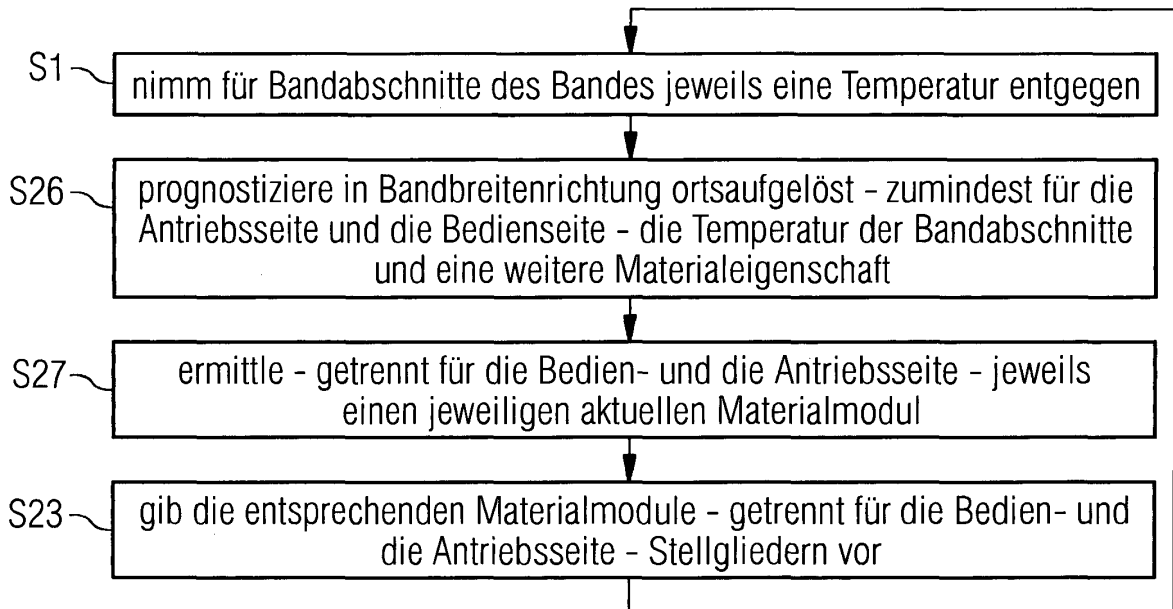 S1
nimm für Bandabschnitte des Bandes jeweils eine Temperatur entgegen
S26
prognostiziere in Bandbreitenrichtung ortsaufgelöst - zumindest für die
Antriebsseite und die Bedienseite - die Temperatur der Bandabschnitte
und eine weitere Materialeigenschaft
S27
ermittle - getrennt für die Bedien- und die Antriebsseite - jeweils
einen jeweiligen aktuellen Materialmodul
S23
gib die entsprechenden Materialmodule - getrennt für die Bedien- und
die Antriebsseite - Stellgliedern vor